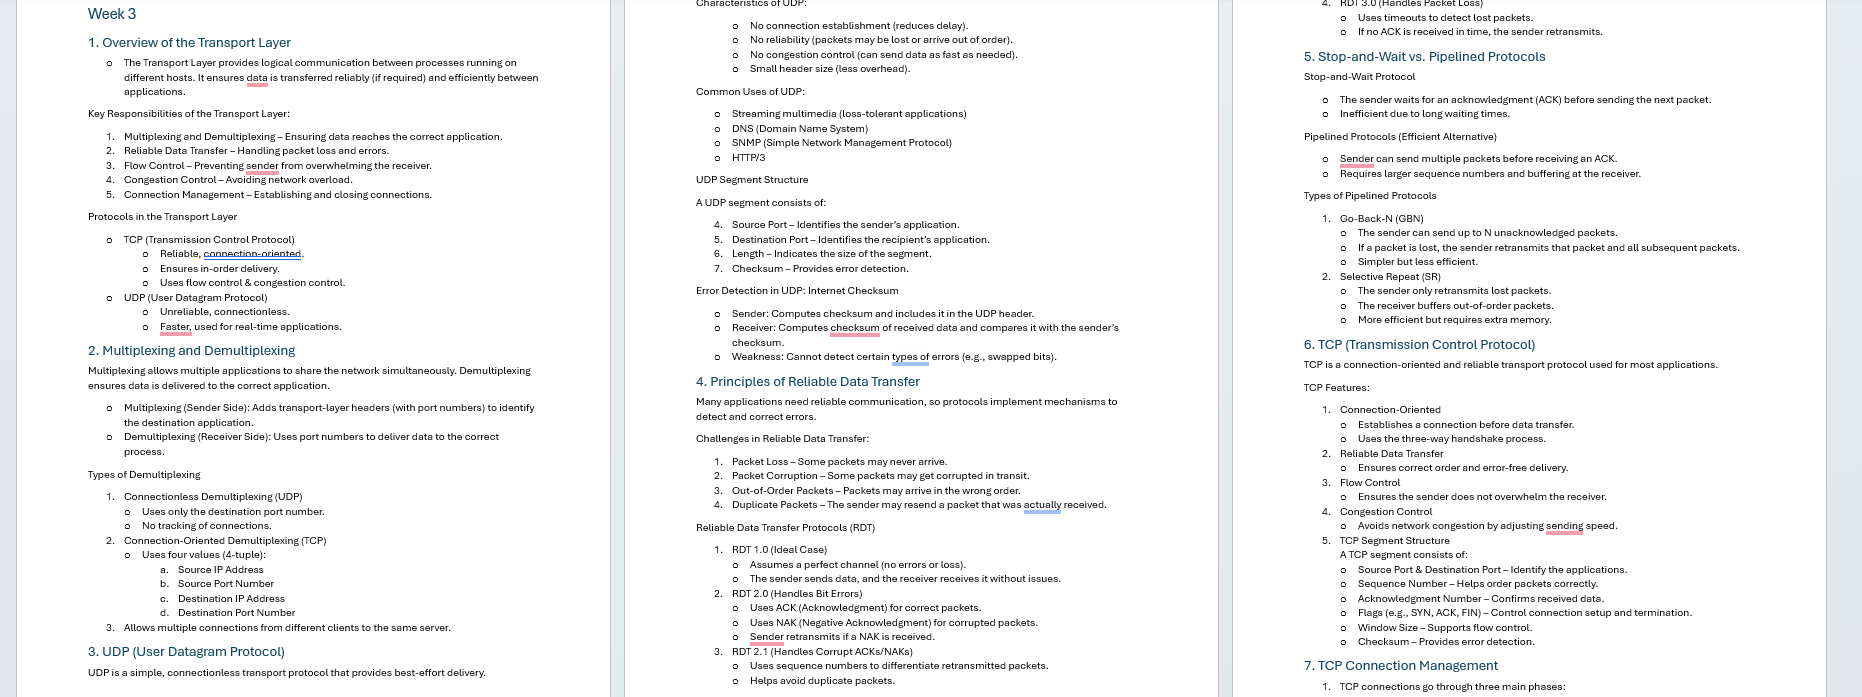 Week 3
1. Overview of the Transport Layer
o The Transport Layer provides logical communication between processes running on
different hosts. It ensures data is transferred reliably (if required) and efficiently between
applications.
Key Responsibilities of the Transport Layer:
1. Multiplexing and Demultiplexing – Ensuring data reaches the correct application.
2. Reliable Data Transfer – Handling packet loss and errors.
3. Flow Control – Preventing sender from overwhelming the receiver.
4. Congestion Control – Avoiding network overload.
5. Connection Management – Establishing and closing connections.
Protocols in the Transport Layer
o TCP (Transmission Control Protocol)
o Reliable, connection-oriented.
o Ensures in-order delivery.
o Uses flow control & congestion control.
o UDP (User Datagram Protocol)
o Unreliable, connectionless.
o Faster, used for real-time applications.
2. Multiplexing and Demultiplexing
Multiplexing allows multiple applications to share the network simultaneously. Demultiplexing
ensures data is delivered to the correct application.
o Multiplexing (Sender Side): Adds transport-layer headers (with port numbers) to identify
the destination application.
o Demultiplexing (Receiver Side): Uses port numbers to deliver data to the correct
process.
Types of Demultiplexing
1. Connectionless Demultiplexing (UDP)
o Uses only the destination port number.
o No tracking of connections.
2. Connection-Oriented Demultiplexing (TCP)
o Uses four values (4-tuple):
a. Source IP Address
b. Source Port Number
c. Destination IP Address
d. Destination Port Number
3. Allows multiple connections from different clients to the same server.
3. UDP (User Datagram Protocol)
UDP is a simple, connectionless transport protocol that provides best-effort delivery.
Characteristics of UDP:
o No connection establishment (reduces delay).
o No reliability (packets may be lost or arrive out of order).
o No congestion control (can send data as fast as needed).
o Small header size (less overhead).
Common Uses of UDP:
o Streaming multimedia (loss-tolerant applications)
o DNS (Domain Name System)
o SNMP (Simple Network Management Protocol)
o HTTP/3
UDP Segment Structure
A UDP segment consists of:
4. Source Port – Identifies the sender's application.
5. Destination Port – Identifies the recipient's application.
6. Length – Indicates the size of the segment.
7. Checksum – Provides error detection.
Error Detection in UDP: Internet Checksum
o Sender: Computes checksum and includes it in the UDP header.
o Receiver: Computes checksum of received data and compares it with the sender's
checksum.
o Weakness: Cannot detect certain types of errors (e.g., swapped bits).
4. Principles of Reliable Data Transfer
Many applications need reliable communication, so protocols implement mechanisms to
detect and correct errors.
Challenges in Reliable Data Transfer:
1. Packet Loss – Some packets may never arrive.
2. Packet Corruption – Some packets may get corrupted in transit.
3. Out-of-Order Packets – Packets may arrive in the wrong order.
4. Duplicate Packets – The sender may resend a packet that was actually received.
Reliable Data Transfer Protocols (RDT)
1. RDT 1.0 (Ideal Case)
o Assumes a perfect channel (no errors or loss).
o The sender sends data, and the receiver receives it without issues.
2. RDT 2.0 (Handles Bit Errors)
o Uses ACK (Acknowledgment) for correct packets.
o Uses NAK (Negative Acknowledgment) for corrupted packets.
o Sender retransmits if a NAK is received.
3. RDT 2.1 (Handles Corrupt ACKs/NAKs)
o Uses sequence numbers to differentiate retransmitted packets.
o Helps avoid duplicate packets.
4. RDT 3.0 (Handles Packet Loss)
o Uses timeouts to detect lost packets.
o If no ACK is received in time, the sender retransmits.
5. Stop-and-Wait vs. Pipelined Protocols
Stop-and-Wait Protocol
o The sender waits for an acknowledgment (ACK) before sending the next packet.
o Inefficient due to long waiting times.
Pipelined Protocols (Efficient Alternative)
o Sender can send multiple packets before receiving an ACK.
o Requires larger sequence numbers and buffering at the receiver.
Types of Pipelined Protocols
1. Go-Back-N (GBN)
o The sender can send up to N unacknowledged packets.
o If a packet is lost, the sender retransmits that packet and all subsequent packets.
o Simpler but less efficient.
2. Selective Repeat (SR)
o The sender only retransmits lost packets.
o The receiver buffers out-of-order packets.
o More efficient but requires extra memory.
6. TCP (Transmission Control Protocol)
TCP is a connection-oriented and reliable transport protocol used for most applications.
TCP Features:
1. Connection-Oriented
o Establishes a connection before data transfer.
o Uses the three-way handshake process.
2. Reliable Data Transfer
o Ensures correct order and error-free delivery.
3. Flow Control
o Ensures the sender does not overwhelm the receiver.
4. Congestion Control
o Avoids network congestion by adjusting sending speed.
5. TCP Segment Structure
A TCP segment consists of:
o Source Port & Destination Port – Identify the applications.
o Sequence Number – Helps order packets correctly.
o Acknowledgment Number – Confirms received data.
o Flags (e.g., SYN, ACK, FIN) – Control connection setup and termination.
o Window Size – Supports flow control.
o Checksum – Provides error detection.
7. TCP Connection Management
1. TCP connections go through three main phases: